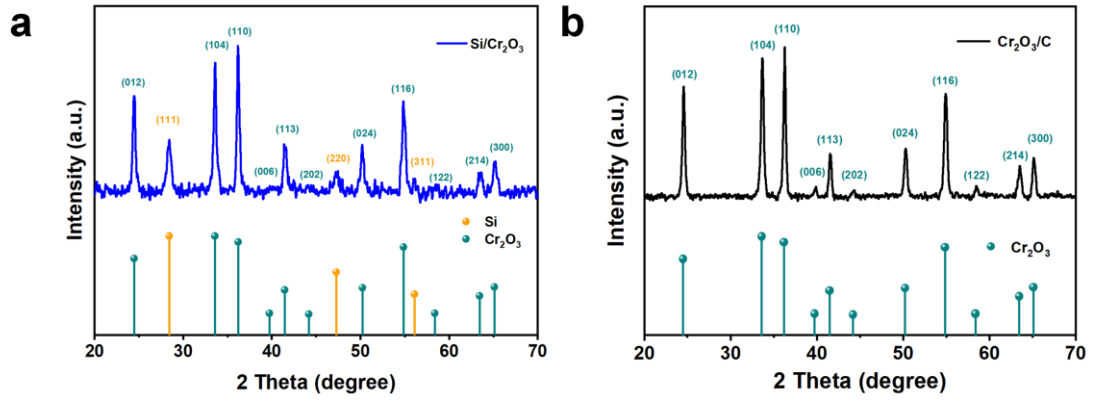 a
Intensity (a.u.)
Si/Cr₂O₃
(012)
(111)
(104)
(110)
(006)
(113)
(202)
(220)
(024)
(116)
(311)
(122)
(214)
(300)
Si
Cr₂O₃
20 30 40 50 60 70
2 Theta (degree)
b
Intensity (a.u.)
Cr₂O₃/C
(012)
(104)
(110)
(006)
(113)
(202)
(024)
(116)
(122)
(214)
(300)
Cr₂O₃
20 30 40 50 60 70
2 Theta (degree)